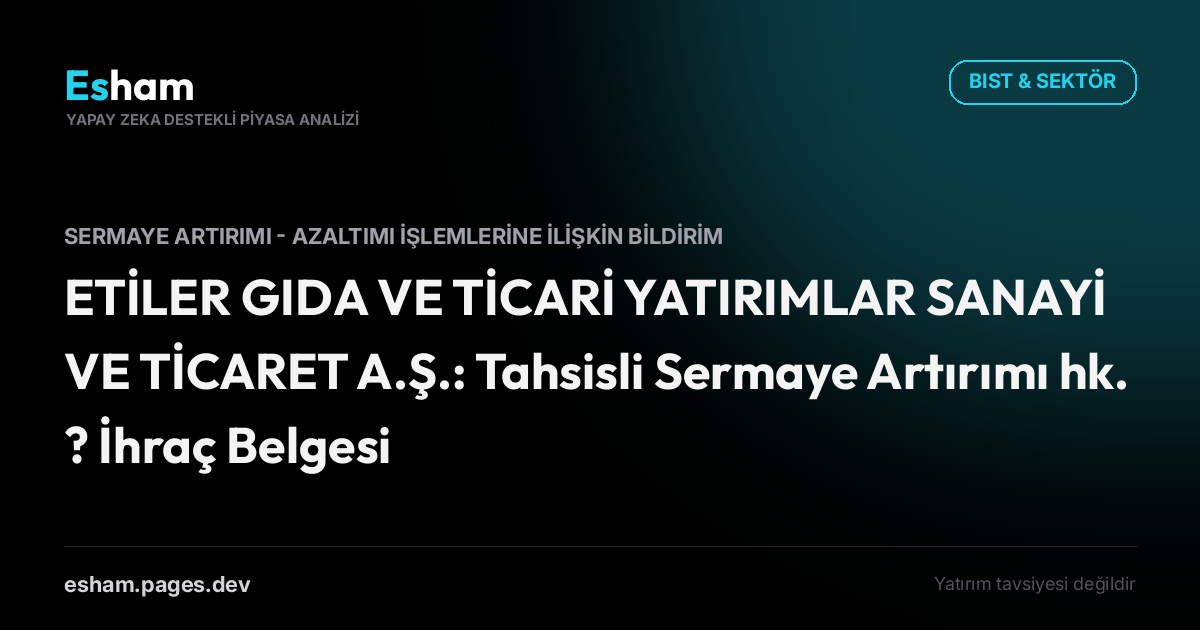 Esham
YAPAY ZEKA DESTEKLİ PİYASA ANALİZİ
BIST & SEKTÖR
SERMAYE ARTIRIMI - AZALTIMI İŞLEMLERİNE İLİŞKİN BİLDİRİM
ETİLER GIDA VE TİCARİ YATIRIMLAR SANAYİ
VE TİCARET A.Ş.: Tahsisli Sermaye Artırımı hk.
? İhraç Belgesi
esham.pages.dev
Yatırım tavsiyesi değildir